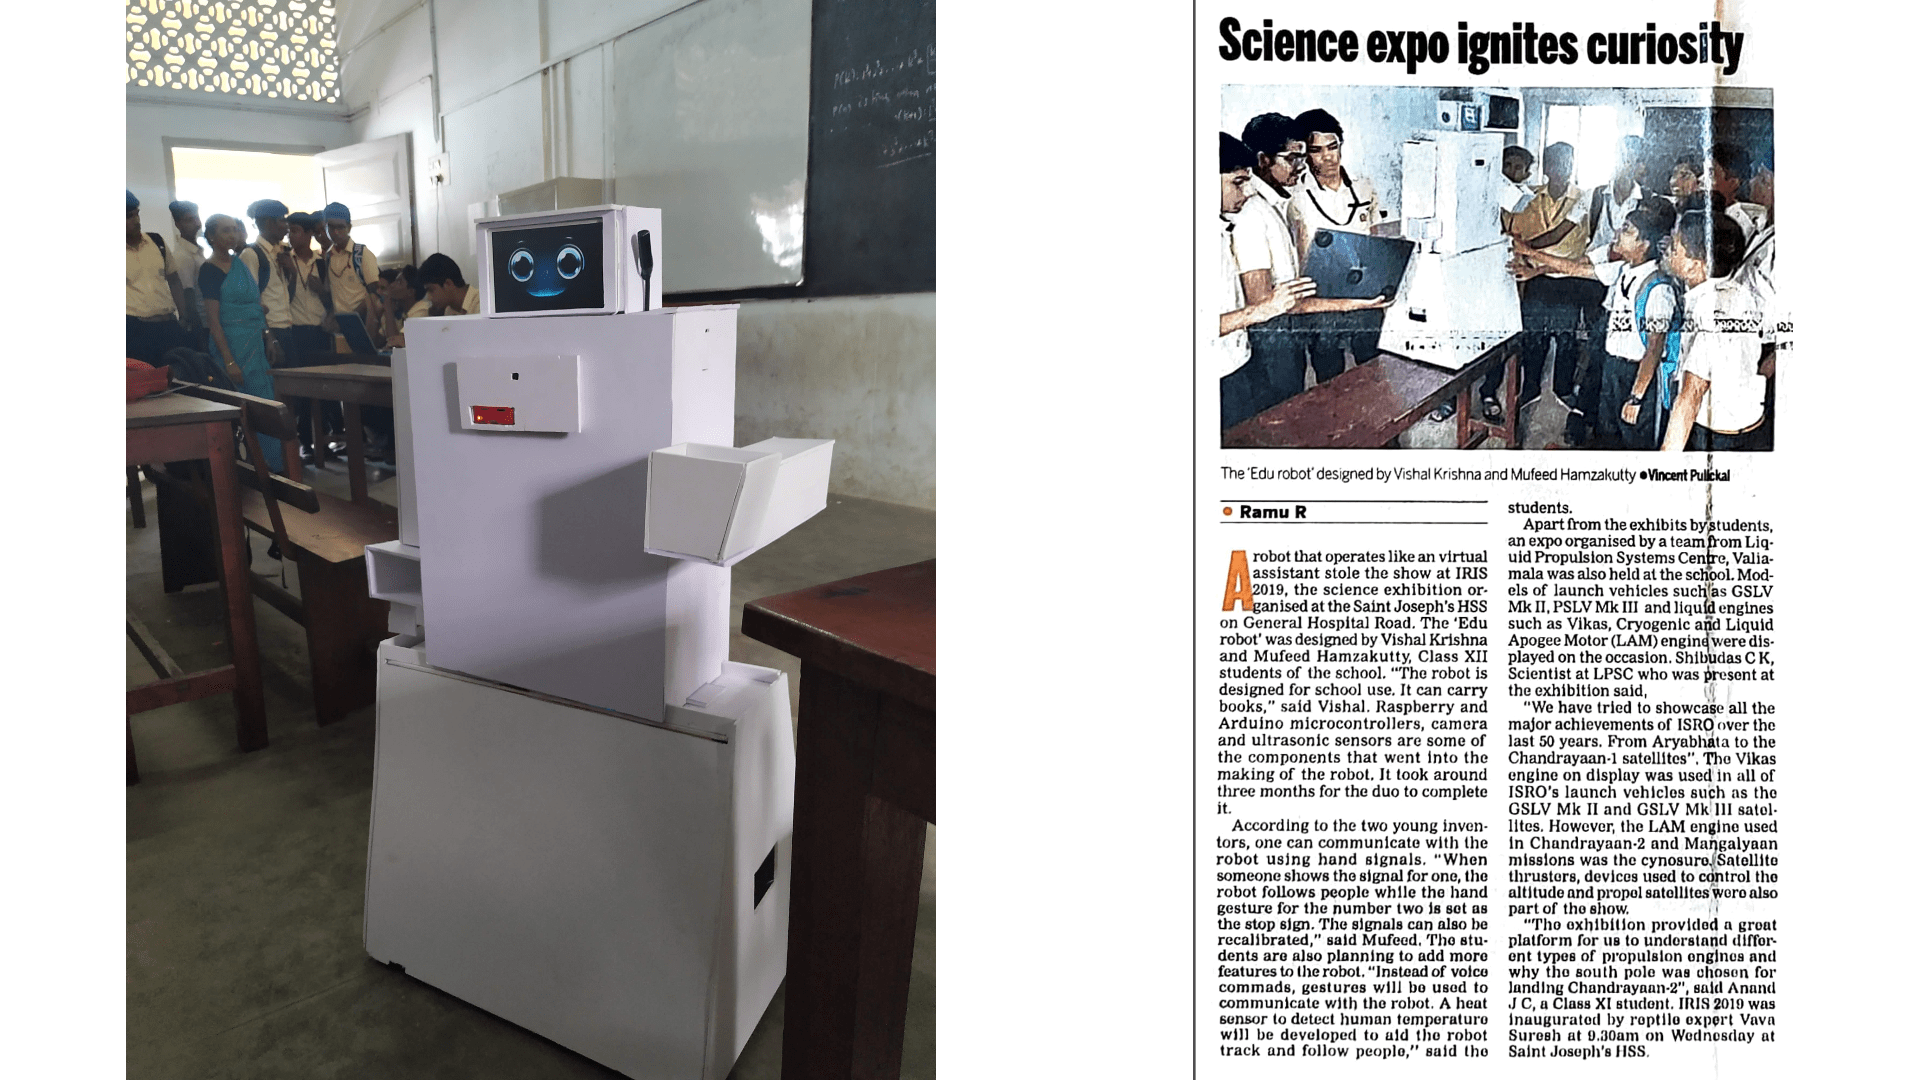 Science expo ignites curiosity
The 'Edu robot' designed by Vishal Krishna and Mufeed Hamzakutty ●Vincent Pulickal
● Ramu R
A robot that operates like an virtual
assistant stole the show at IRIS
2019, the science exhibition or-
ganised at the Saint Joseph's HSS
on General Hospital Road. The 'Edu
robot' was designed by Vishal Krishna
and Mufeed Hamzakutty, Class XII
students of the school. "The robot is
designed for school use. It can carry
books," said Vishal. Raspberry and
Arduino microcontrollers, camera
and ultrasonic sensors are some of
the components that went into the
making of the robot. It took around
three months for the duo to complete
it.
According to the two young inven-
tors, one can communicate with the
robot using hand signals. "When
someone shows the signal for one, the
robot follows people while the hand
gesture for the number two is set as
the stop sign. The signals can also be
recalibrated," said Mufeed. The stu-
dents are also planning to add more
features to the robot. "Instead of voice
commads, gestures will be used to
communicate with the robot. A heat
sensor to detect human temperature
will be developed to aid the robot
track and follow people," said the
students.
Apart from the exhibits by students,
an expo organised by a team from Liq-
uid Propulsion Systems Centre, Valia-
mala was also held at the school. Mod-
els of launch vehicles such as GSLV
Mk II, PSLV Mk III and liquid engines
such as Vikas, Cryogenic and Liquid
Apogee Motor (LAM) engine were dis-
played on the occasion. Shibudas C K,
Scientist at LPSC who was present at
the exhibition said,
"We have tried to showcase all the
major achievements of ISRO over the
last 50 years. From Aryabhata to the
Chandrayaan-1 satellites". The Vikas
engine on display was used in all of
ISRO's launch vehicles such as the
GSLV Mk II and GSLV Mk III satel-
lites. However, the LAM engine used
in Chandrayaan-2 and Mangalyaan
missions was the cynosure. Satellite
thrusters, devices used to control the
altitude and propel satellites were also
part of the show.
"The exhibition provided a great
platform for us to understand differ-
ent types of propulsion engines and
why the south pole was chosen for
landing Chandrayaan-2", said Anand
J C, a Class XI student. IRIS 2019 was
inaugurated by reptile expert Vava
Suresh at 9.30am on Wednesday at
Saint Joseph's HSS.